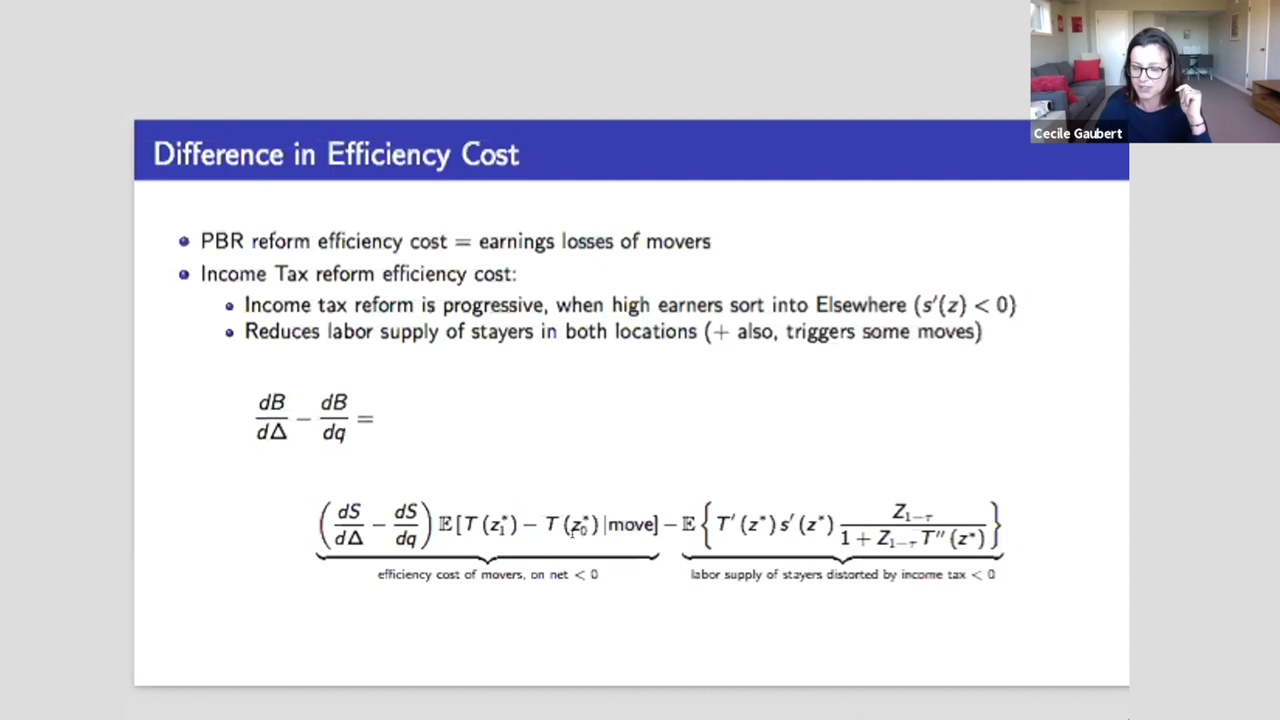 Cecile Gaubert
Difference in Efficiency Cost
PBR reform efficiency cost = earnings losses of movers
Income Tax reform efficiency cost:
Income tax reform is progressive, when high earners sort into Elsewhere (s′(z) < 0)
Reduces labor supply of stayers in both locations (+ also, triggers some moves)
dB/dΔ − dB/dq =
(dS/dΔ − dS/dq) 𝔼[T(z₁*) − T(z₀*)|move] − 𝔼{T′(z*)s′(z*) Z₁₋τ/(1 + Z₁₋τT″(z*))}
efficiency cost of movers, on net < 0 labor supply of stayers distorted by income tax < 0